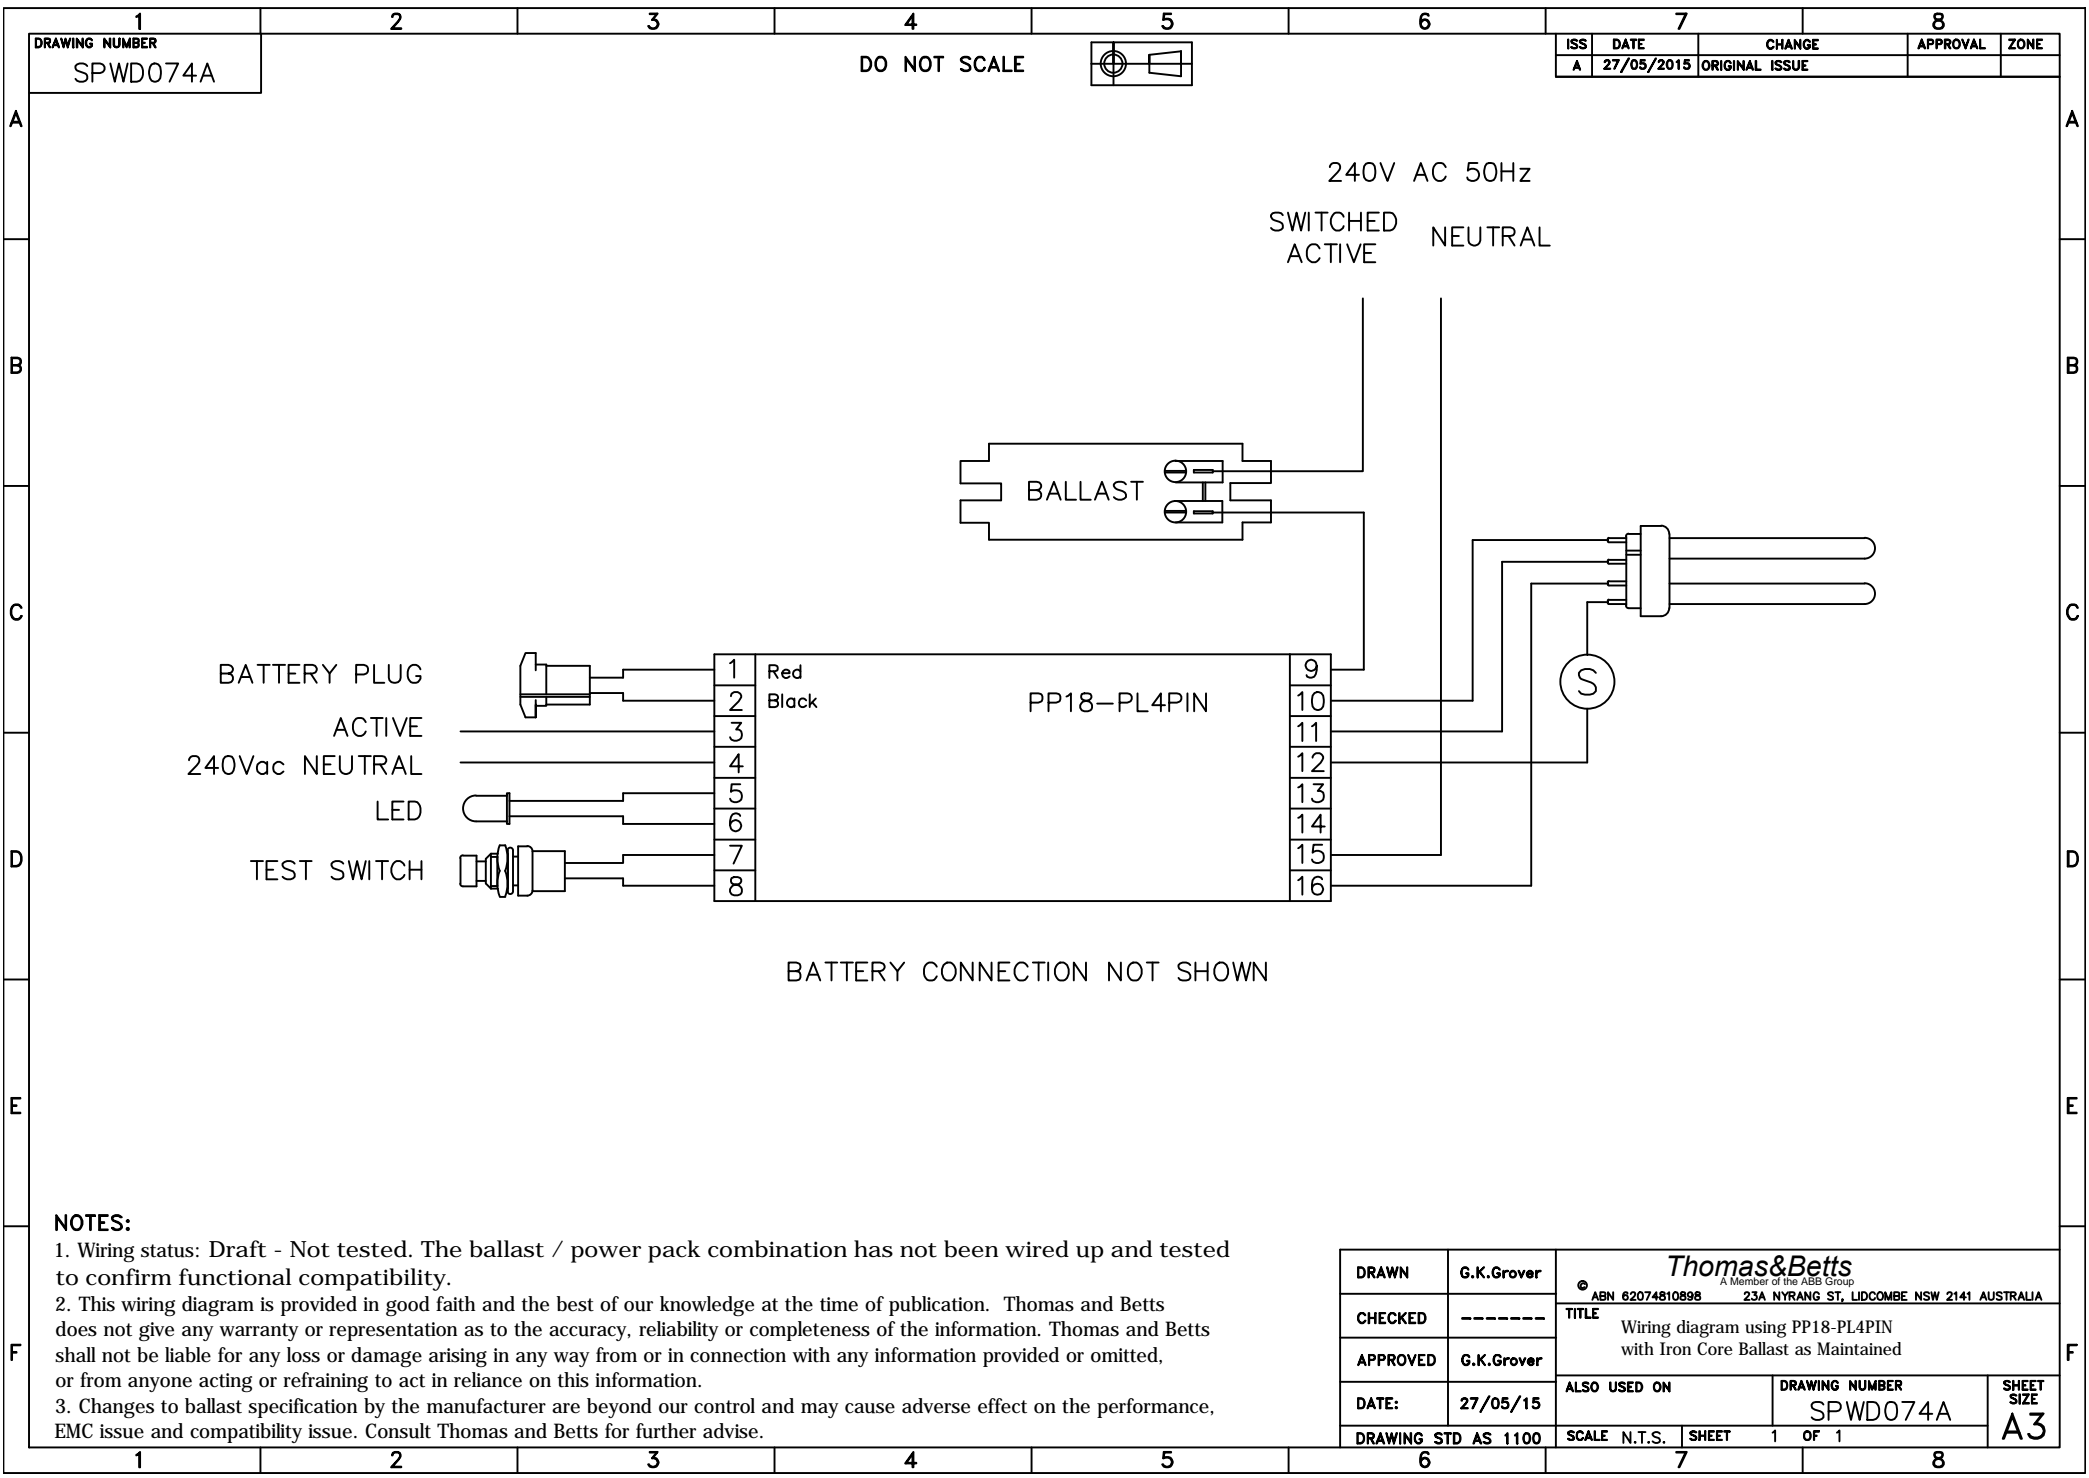 1 2 3 4 5 6 7 8
DRAWING NUMBER
SPWD074A
DO NOT SCALE
ISS DATE CHANGE APPROVAL ZONE
A 27/05/2015 ORIGINAL ISSUE
A A
240V AC 50Hz
SWITCHED
ACTIVE
NEUTRAL
B B
BALLAST
C C
BATTERY PLUG
ACTIVE
240Vac NEUTRAL
LED
TEST SWITCH
1 Red
2 Black
3
4
5
6
7
8
PP18-PL4PIN
9
10
11
12
13
14
15
16
S
D D
BATTERY CONNECTION NOT SHOWN
E E
NOTES:
1. Wiring status: Draft - Not tested. The ballast / power pack combination has not been wired up and tested
to confirm functional compatibility.
2. This wiring diagram is provided in good faith and the best of our knowledge at the time of publication. Thomas and Betts
does not give any warranty or representation as to the accuracy, reliability or completeness of the information. Thomas and Betts
shall not be liable for any loss or damage arising in any way from or in connection with any information provided or omitted,
or from anyone acting or refraining to act in reliance on this information.
3. Changes to ballast specification by the manufacturer are beyond our control and may cause adverse effect on the performance,
EMC issue and compatibility issue. Consult Thomas and Betts for further advise.
F F
DRAWN G.K.Grover
CHECKED -------
APPROVED G.K.Grover
DATE: 27/05/15
DRAWING STD AS 1100
Thomas&Betts
A Member of the ABB Group
© ABN 62074810898 23A NYRANG ST, LIDCOMBE NSW 2141 AUSTRALIA
TITLE
Wiring diagram using PP18-PL4PIN
with Iron Core Ballast as Maintained
ALSO USED ON
DRAWING NUMBER
SPWD074A
SHEET
SIZE
A3
SCALE N.T.S. SHEET 1 OF 1
1 2 3 4 5 6 7 8